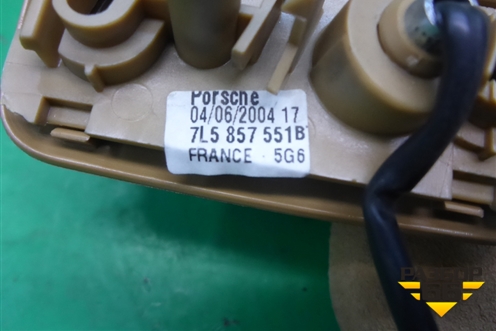 Porsche
04/06/2004 17
7L5 857 551B
FRANCE - 5G6